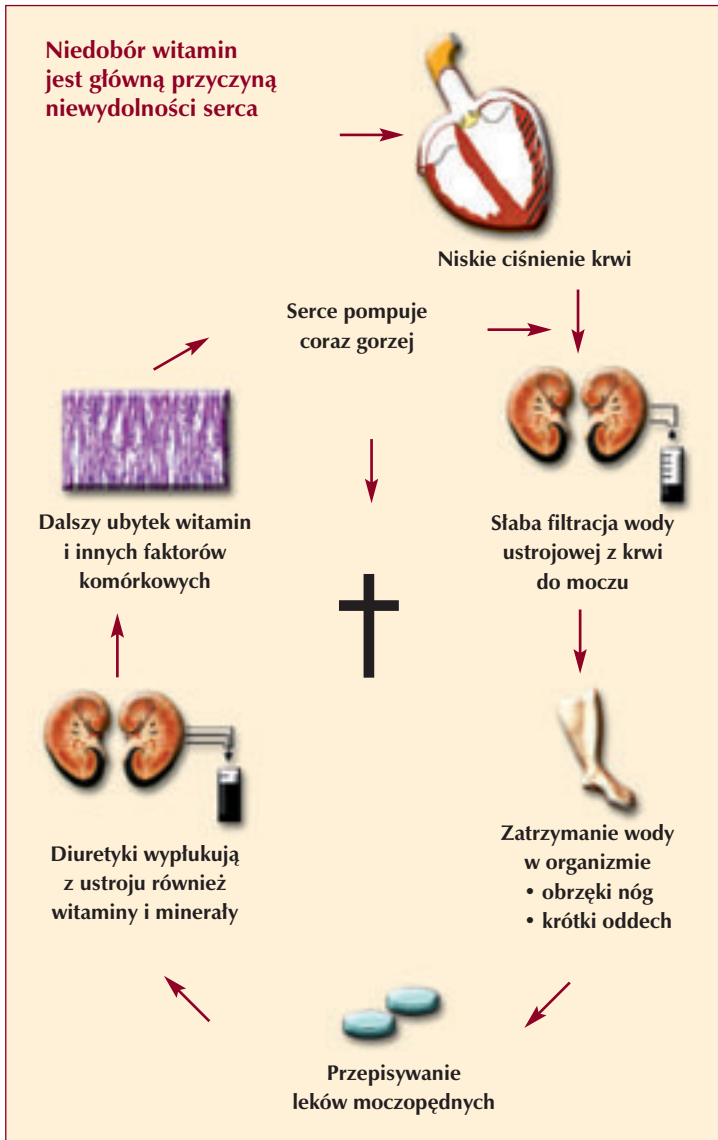 Niedobór witamin
jest główną przyczyną
niewydolności serca
Niskie ciśnienie krwi
Serce pompuje
coraz gorzej
Słaba filtracja wody
ustrojowej z krwi
do moczu
Dalszy ubytek witamin
i innych faktorów
komórkowych
Zatrzymanie wody
w organizmie
• obrzęki nóg
• krótki oddech
Diuretyki wypłukują
z ustroju również
witaminy i minerały
Przepisywanie
leków moczopędnych